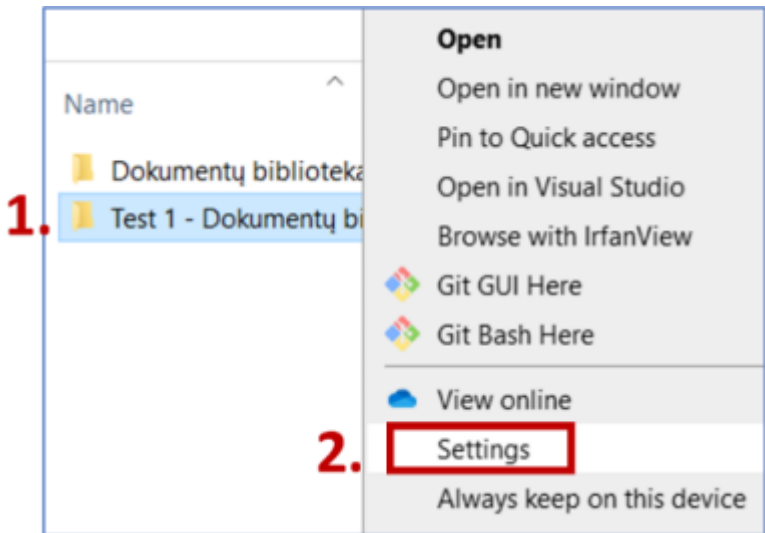 Name
Dokumentų biblioteka
1. Test 1 - Dokumentų bi
Open
Open in new window
Pin to Quick access
Open in Visual Studio
Browse with IrfanView
Git GUI Here
Git Bash Here
View online
2. Settings
Always keep on this device